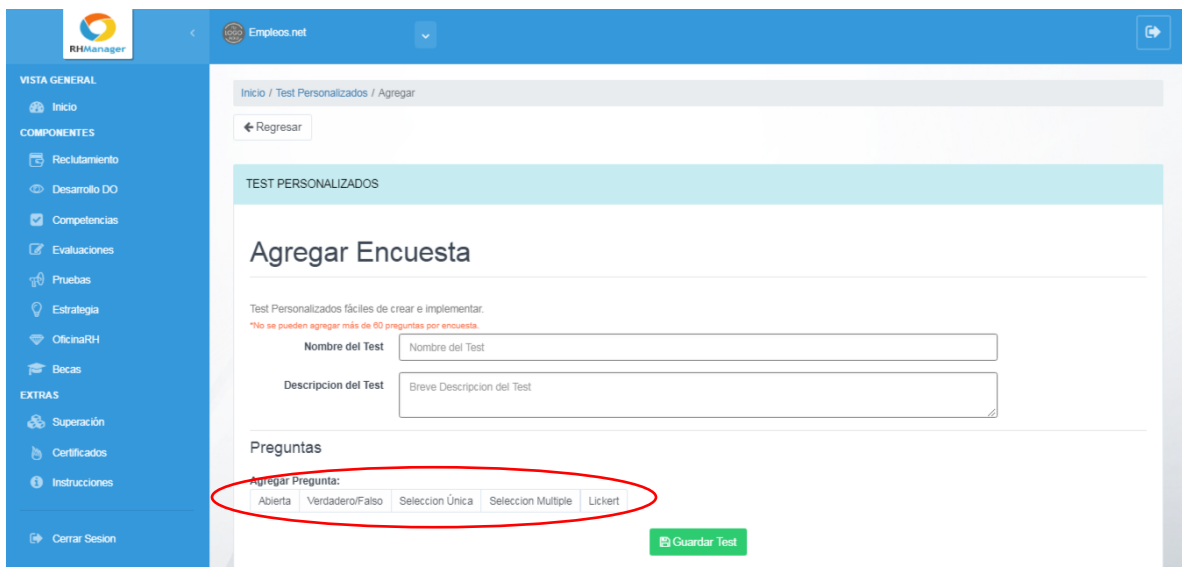 RHManager
Empleos.net
VISTA GENERAL
Inicio
COMPONENTES
Reclutamiento
Desarrollo DO
Competencias
Evaluaciones
Pruebas
Estrategia
OficinaRH
Becas
EXTRAS
Superación
Certificados
Instrucciones
Cerrar Sesion
Inicio / Test Personalizados / Agregar
Regresar
TEST PERSONALIZADOS
Agregar Encuesta
Test Personalizados fáciles de crear e implementar.
*No se pueden agregar más de 60 preguntas por encuesta.
Nombre del Test Nombre del Test
Descripcion del Test Breve Descripcion del Test
Preguntas
Agregar Pregunta:
Abierta Verdadero/Falso Seleccion Única Seleccion Multiple Lickert
Guardar Test